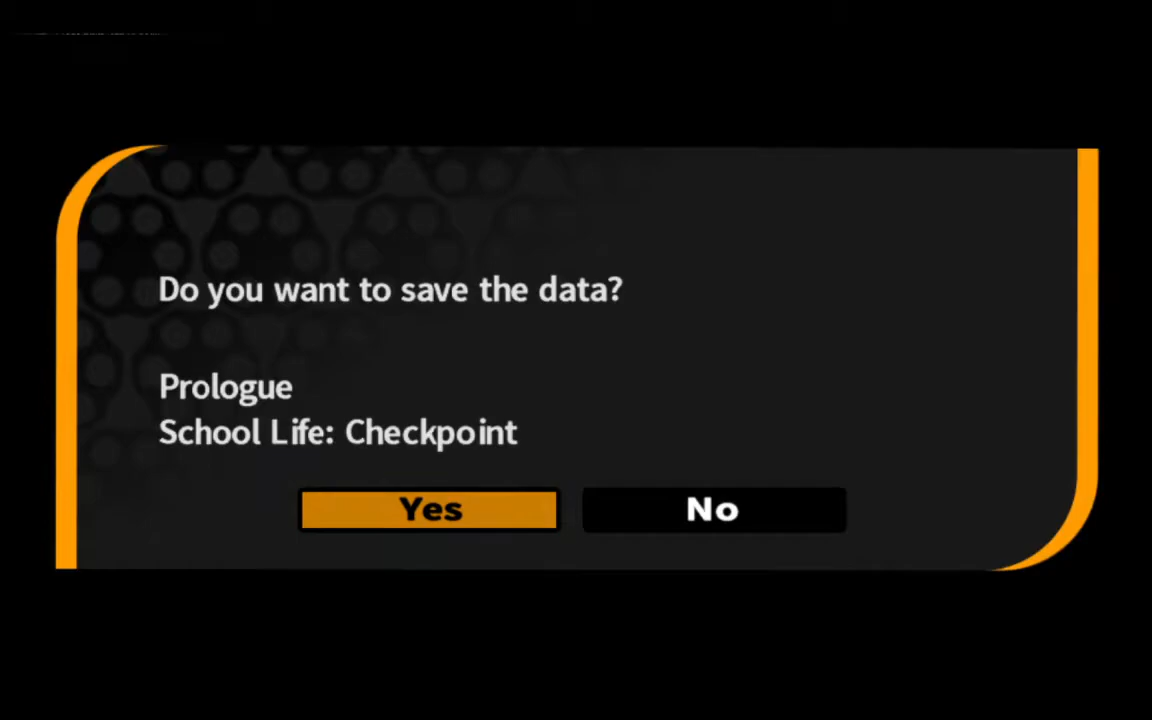 Do you want to save the data?
Prologue
School Life: Checkpoint
Yes
No